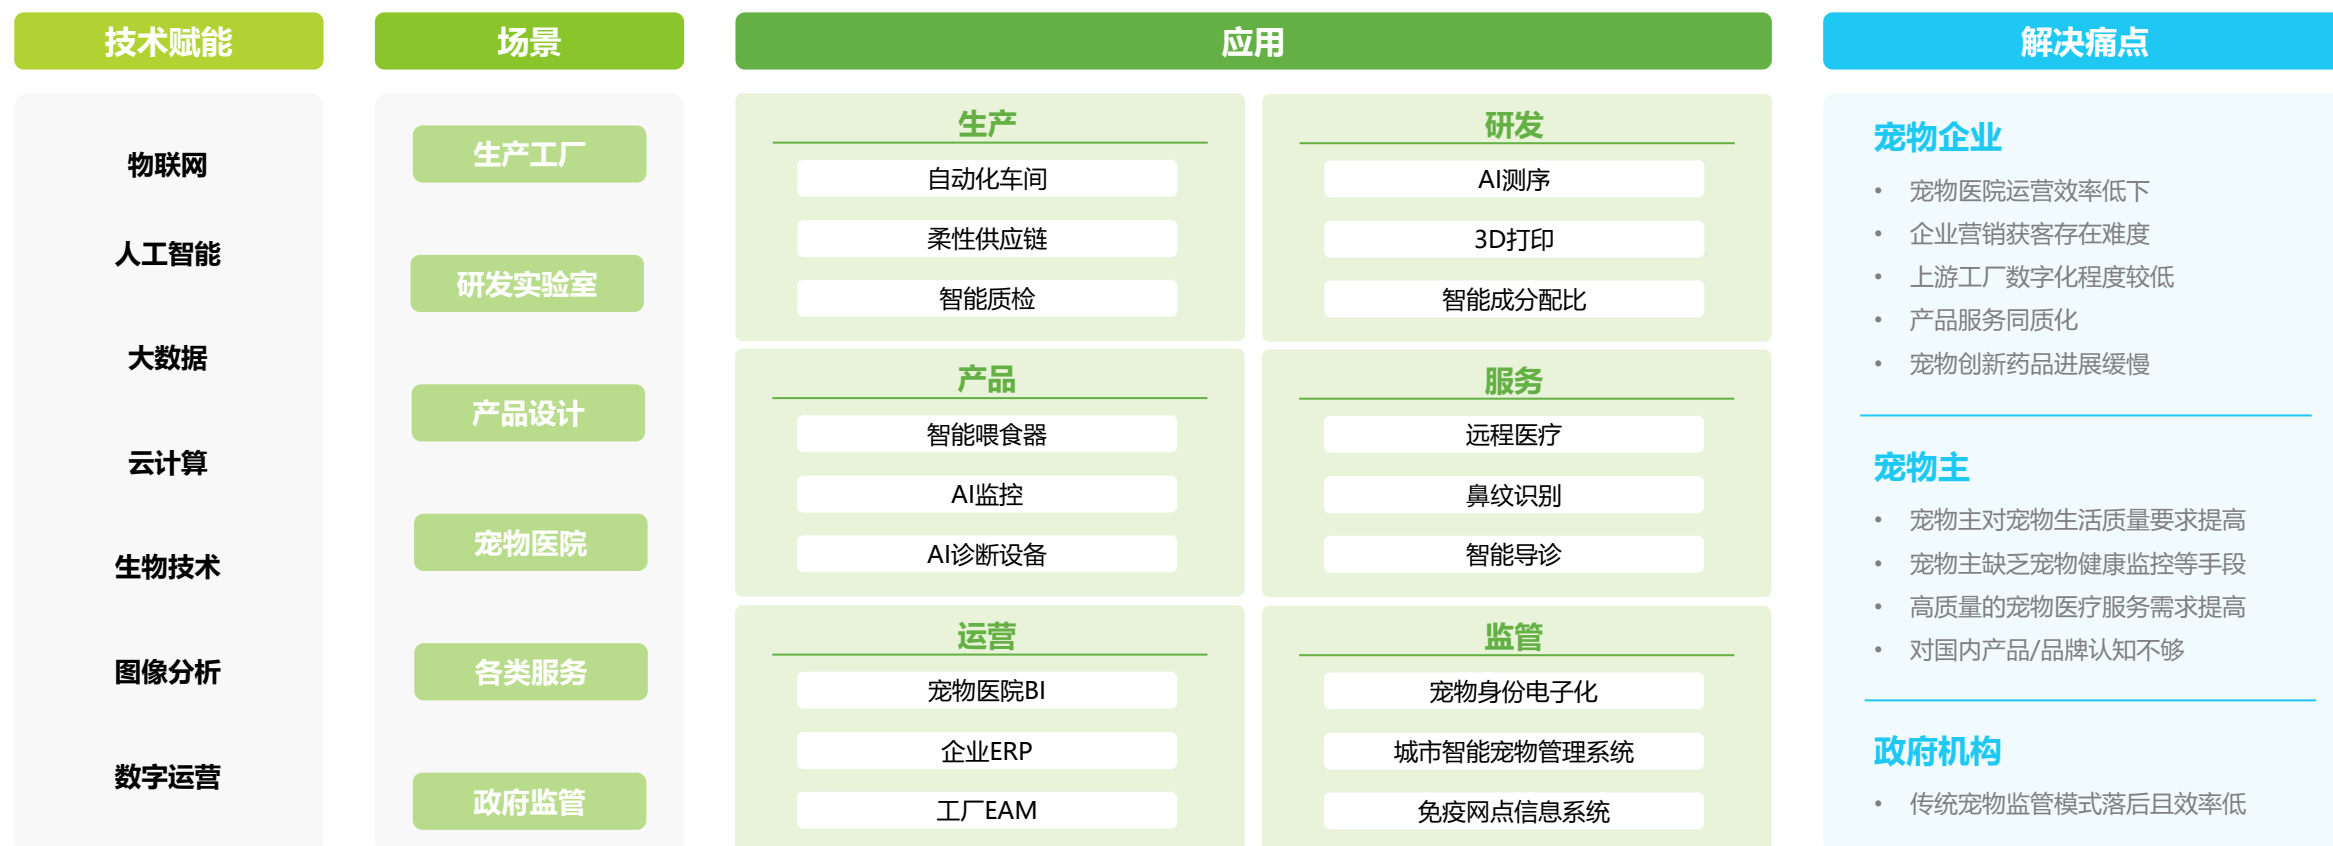 技术赋能
物联网
人工智能
大数据
云计算
生物技术
图像分析
数字运营
场景
生产工厂
研发实验室
产品设计
宠物医院
各类服务
政府监管
应用
生产
自动化车间
柔性供应链
智能质检
研发
AI测序
3D打印
智能成分配比
产品
智能喂食器
AI监控
AI诊断设备
服务
远程医疗
鼻纹识别
智能导诊
运营
宠物医院BI
企业ERP
工厂EAM
监管
宠物身份电子化
城市智能宠物管理系统
免疫网点信息系统
解决痛点
宠物企业
• 宠物医院运营效率低下
• 企业营销获客存在难度
• 上游工厂数字化程度较低
• 产品服务同质化
• 宠物创新药品进展缓慢
宠物主
• 宠物主对宠物生活质量要求提高
• 宠物主缺乏宠物健康监控等手段
• 高质量的宠物医疗服务需求提高
• 对国内产品/品牌认知不够
政府机构
• 传统宠物监管模式落后且效率低